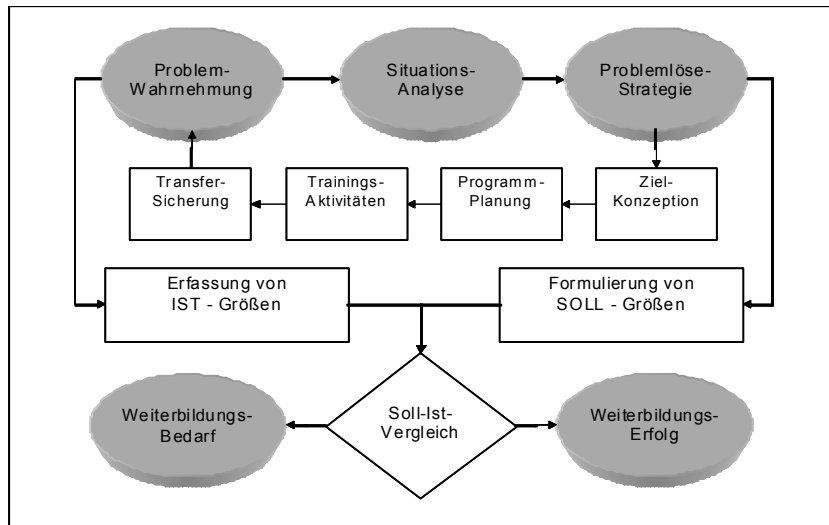 Problem-
Wahrnehmung
Situations-
Analyse
Problemlöse-
Strategie
Transfer-
Sicherung
Trainings-
Aktivitäten
Programm-
Planung
Ziel-
Konzeption
Erfassung von
IST - Größen
Formulierung von
SOLL - Größen
Weiterbildungs-
Bedarf
Soll-Ist-
Vergleich
Weiterbildungs-
Erfolg